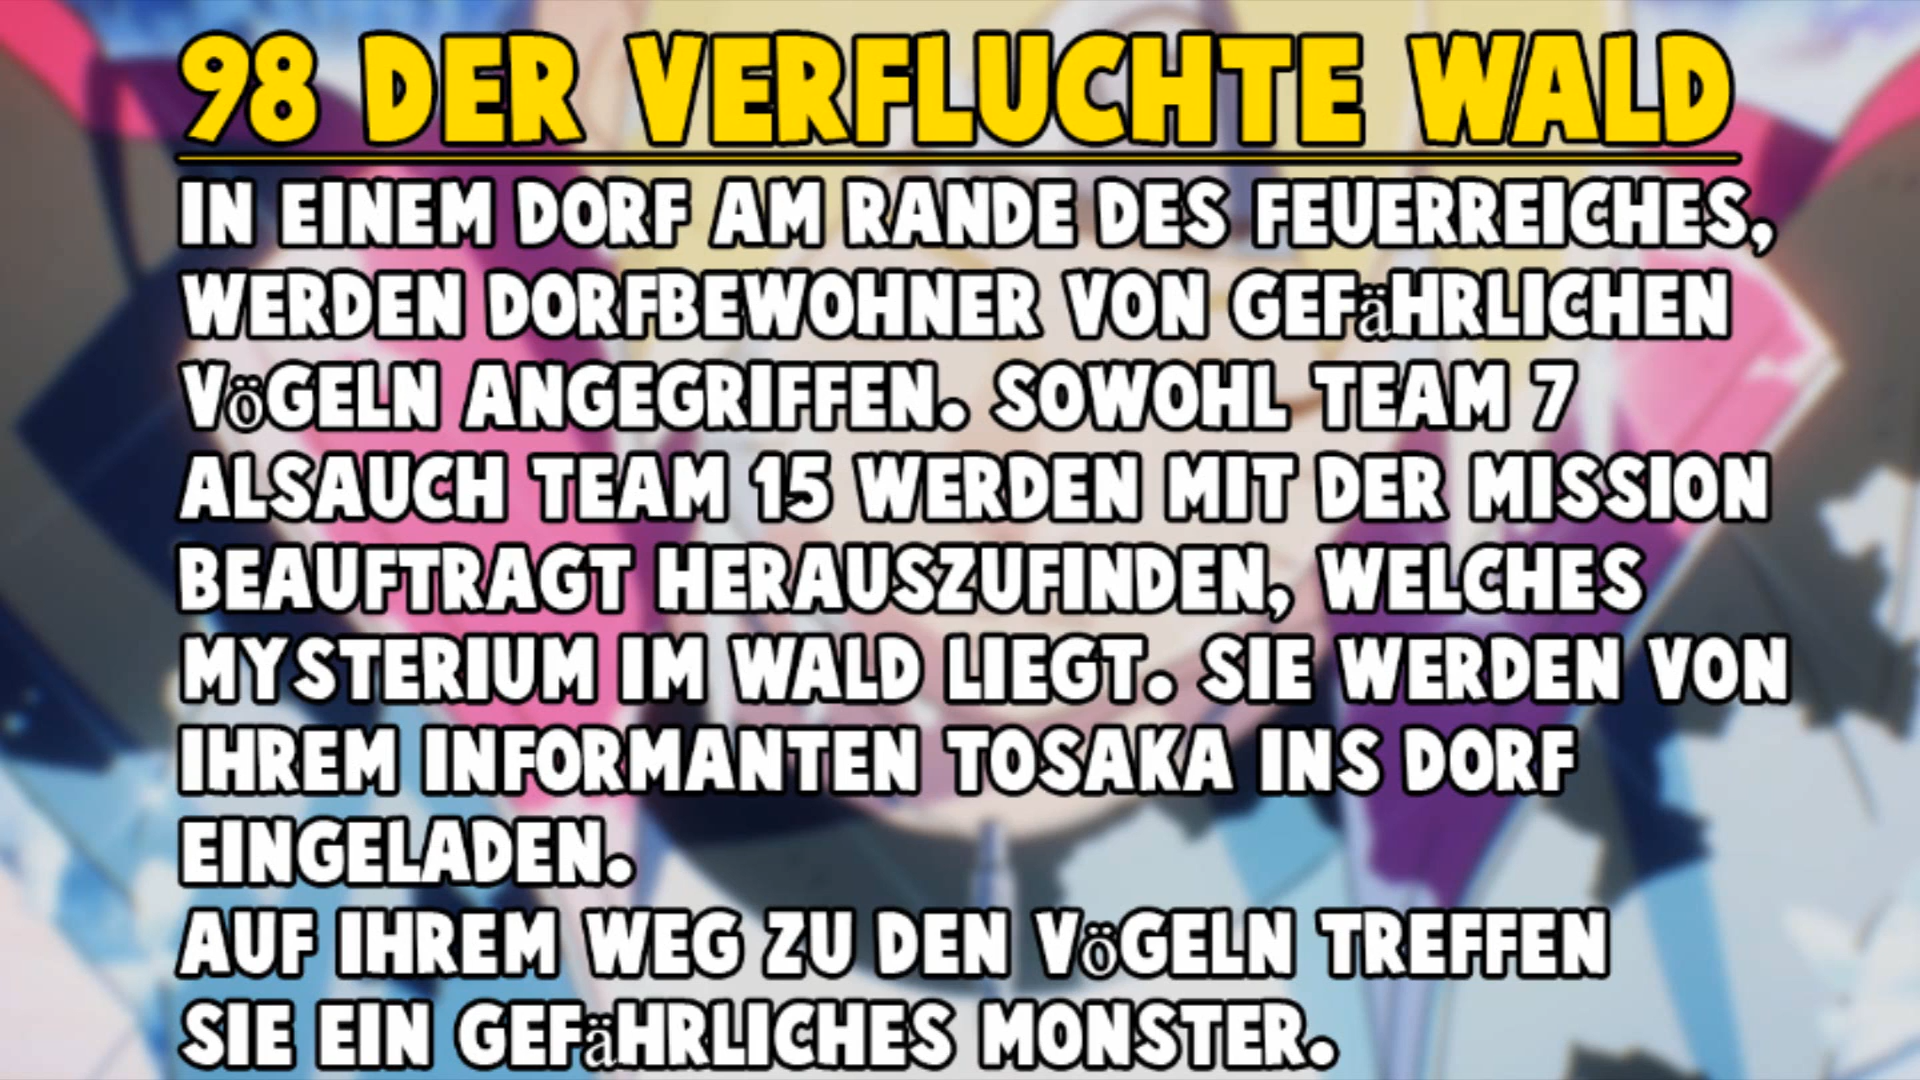 98 DER VERFLUCHTE WALD
IN EINEM DORF AM RANDE DES FEUERREICHES,
WERDEN DORFBEWOHNER VON GEFäHRLICHEN
VöGELN ANGEGRIFFEN. SOWOHL TEAM 7
ALSAUCH TEAM 15 WERDEN MIT DER MISSION
BEAUFTRAGT HERAUSZUFINDEN, WELCHES
MYSTERIUM IM WALD LIEGT. SIE WERDEN VON
IHREM INFORMANTEN TOSAKA INS DORF
EINGELADEN.
AUF IHREM WEG ZU DEN VöGELN TREFFEN
SIE EIN GEFäHRLICHES MONSTER.